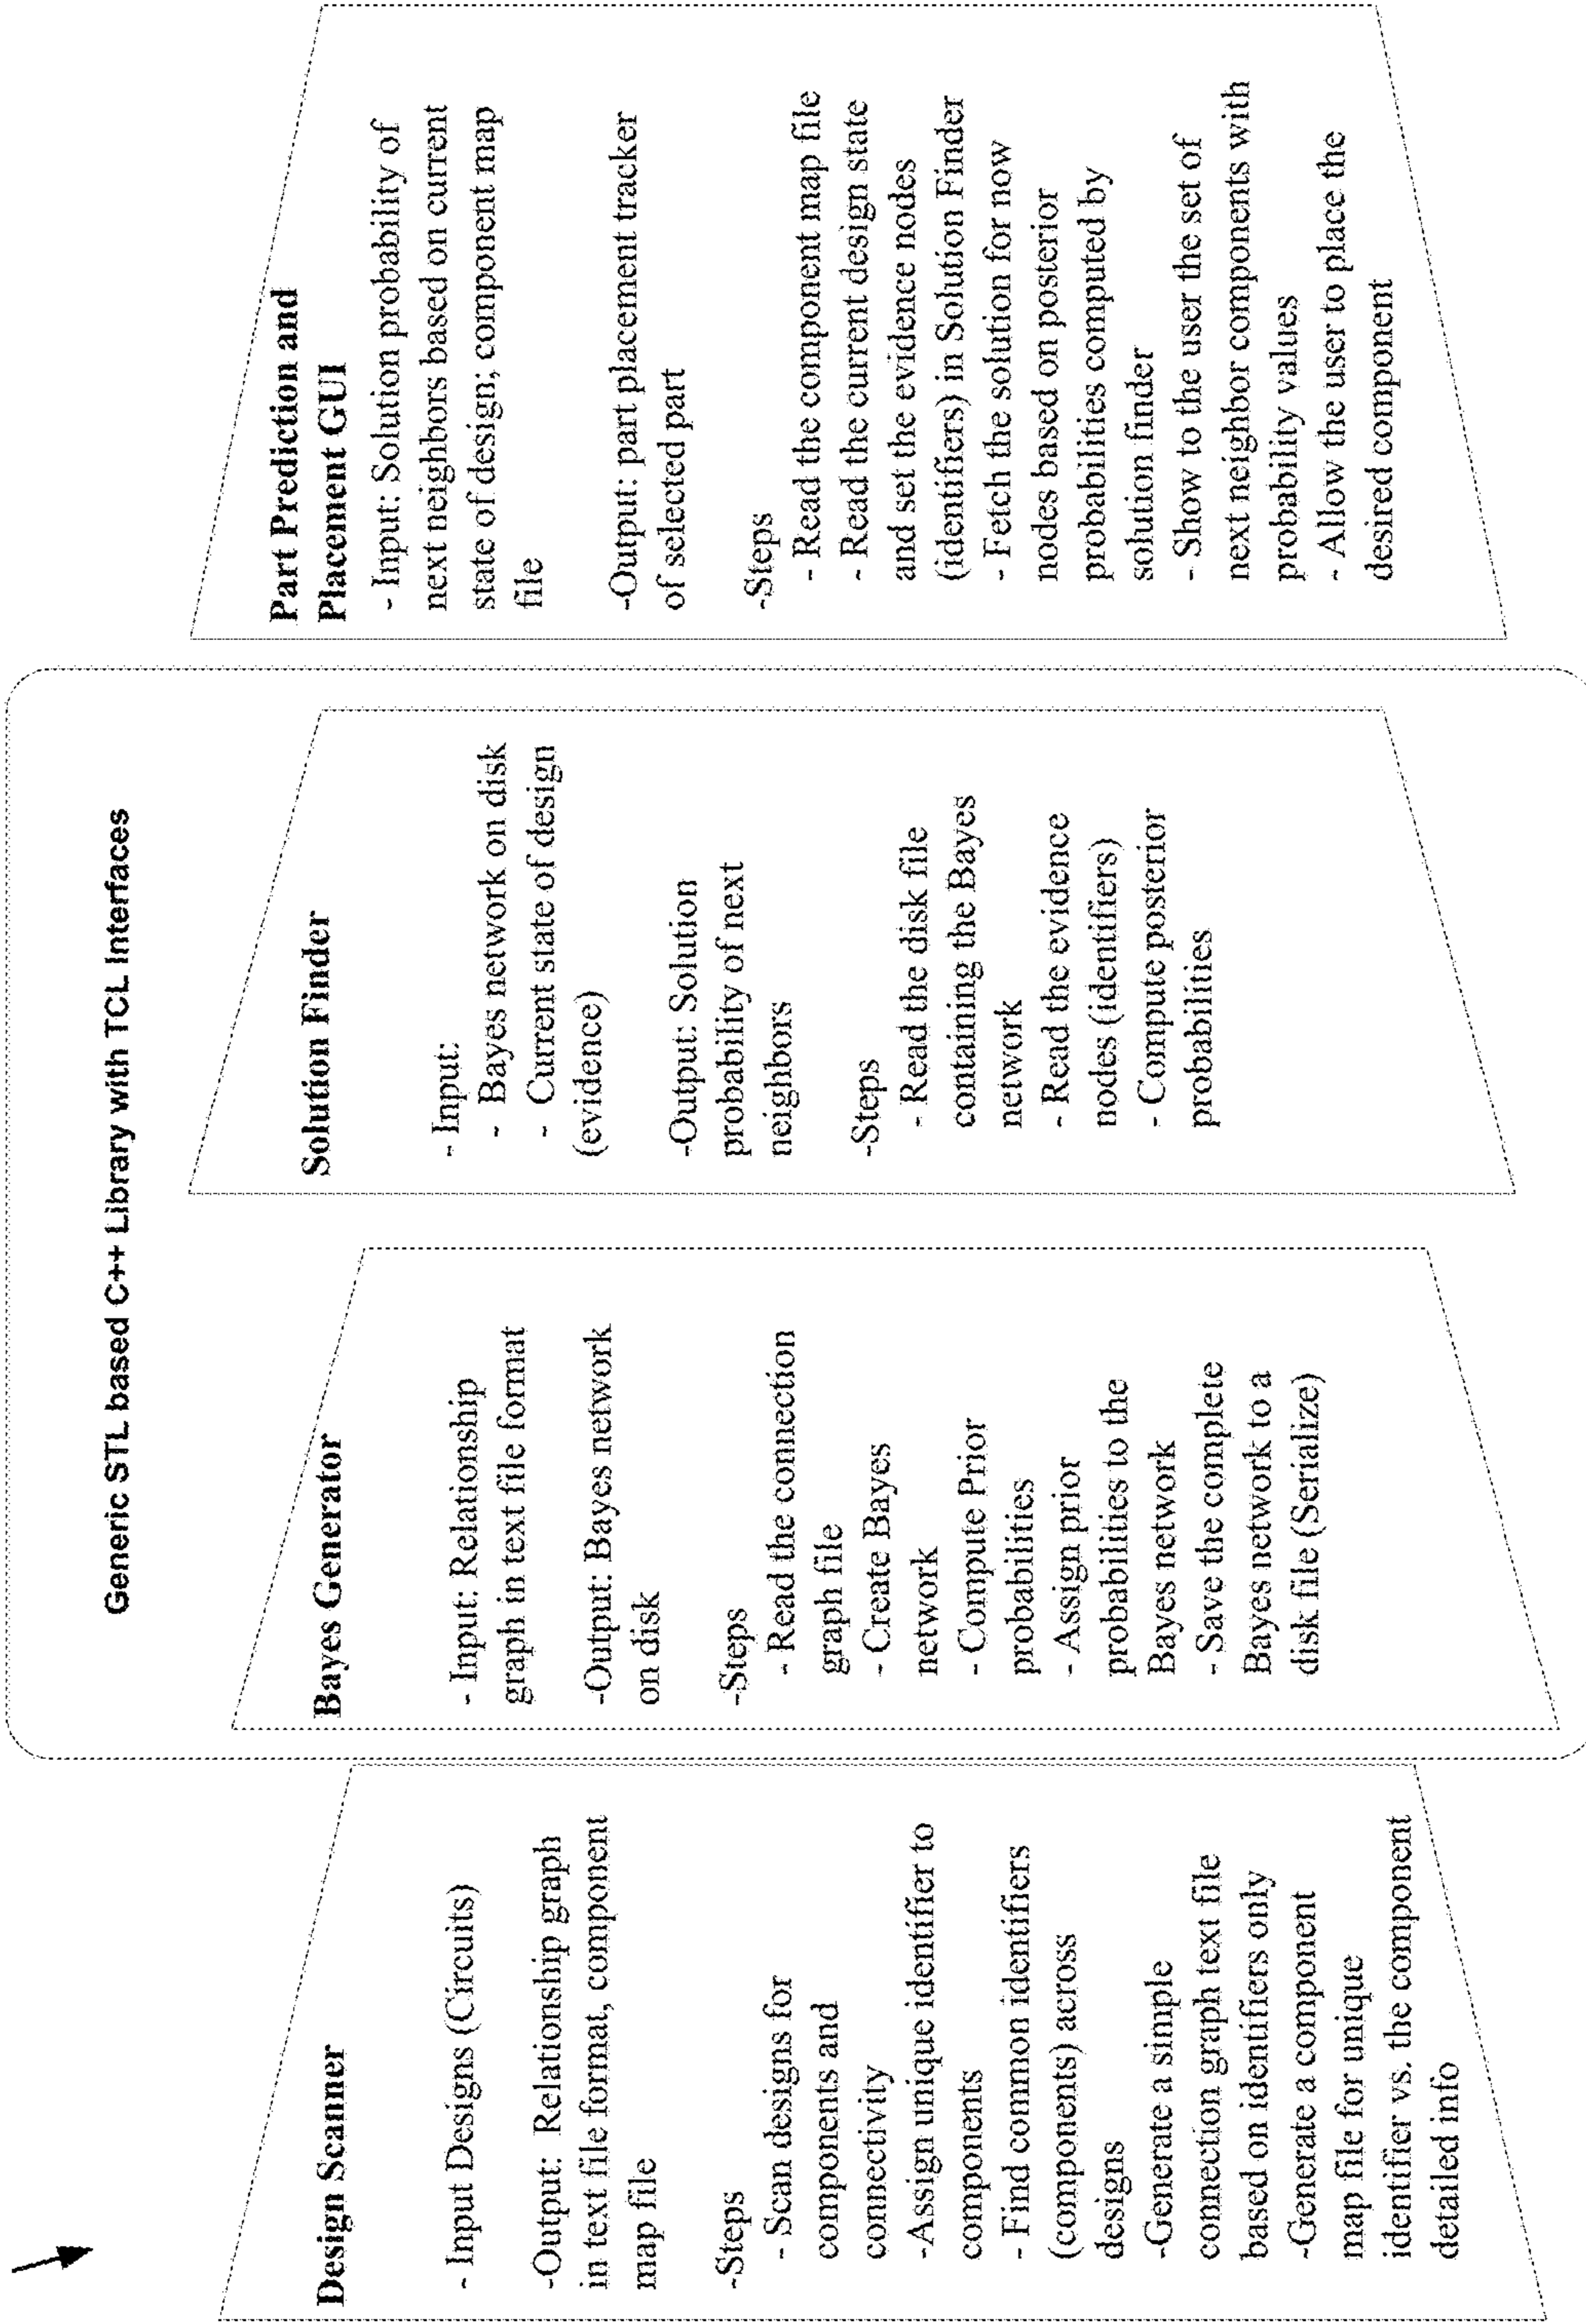 Generic STL based C++ Library with TCL Interfaces
Design Scanner
- Input Designs (Circuits)
-Output: Relationship graph
in text file format, component
map file
-Steps
- Scan designs for
components and
connectivity
-Assign unique identifier to
components
- Find common identifiers
(components) across
designs
-Generate a simple
connection graph text file
based on identifiers only
-Generate a component
map file for unique
identifier vs. the component
detailed info
Bayes Generator
- Input: Relationship
graph in text file format
-Output: Bayes network
on disk
-Steps
- Read the connection
graph file
- Create Bayes
network
- Compute Prior
probabilities
- Assign prior
probabilities to the
Bayes network
- Save the complete
Bayes network to a
disk file (Serialize)
Solution Finder
- Input:
- Bayes network on disk
- Current state of design
(evidence)
-Output: Solution
probability of next
neighbors
-Steps
- Read the disk file
containing the Bayes
network
- Read the evidence
nodes (identifiers)
- Compute posterior
probabilities
Part Prediction and
Placement GUI
- Input: Solution probability of
next neighbors based on current
state of design; component map
file
-Output: part placement tracker
of selected part
-Steps
- Read the component map file
- Read the current design state
and set the evidence nodes
(identifiers) in Solution Finder
- Fetch the solution for now
nodes based on posterior
probabilities computed by
solution finder
- Show to the user the set of
next neighbor components with
probability values
- Allow the user to place the
desired component